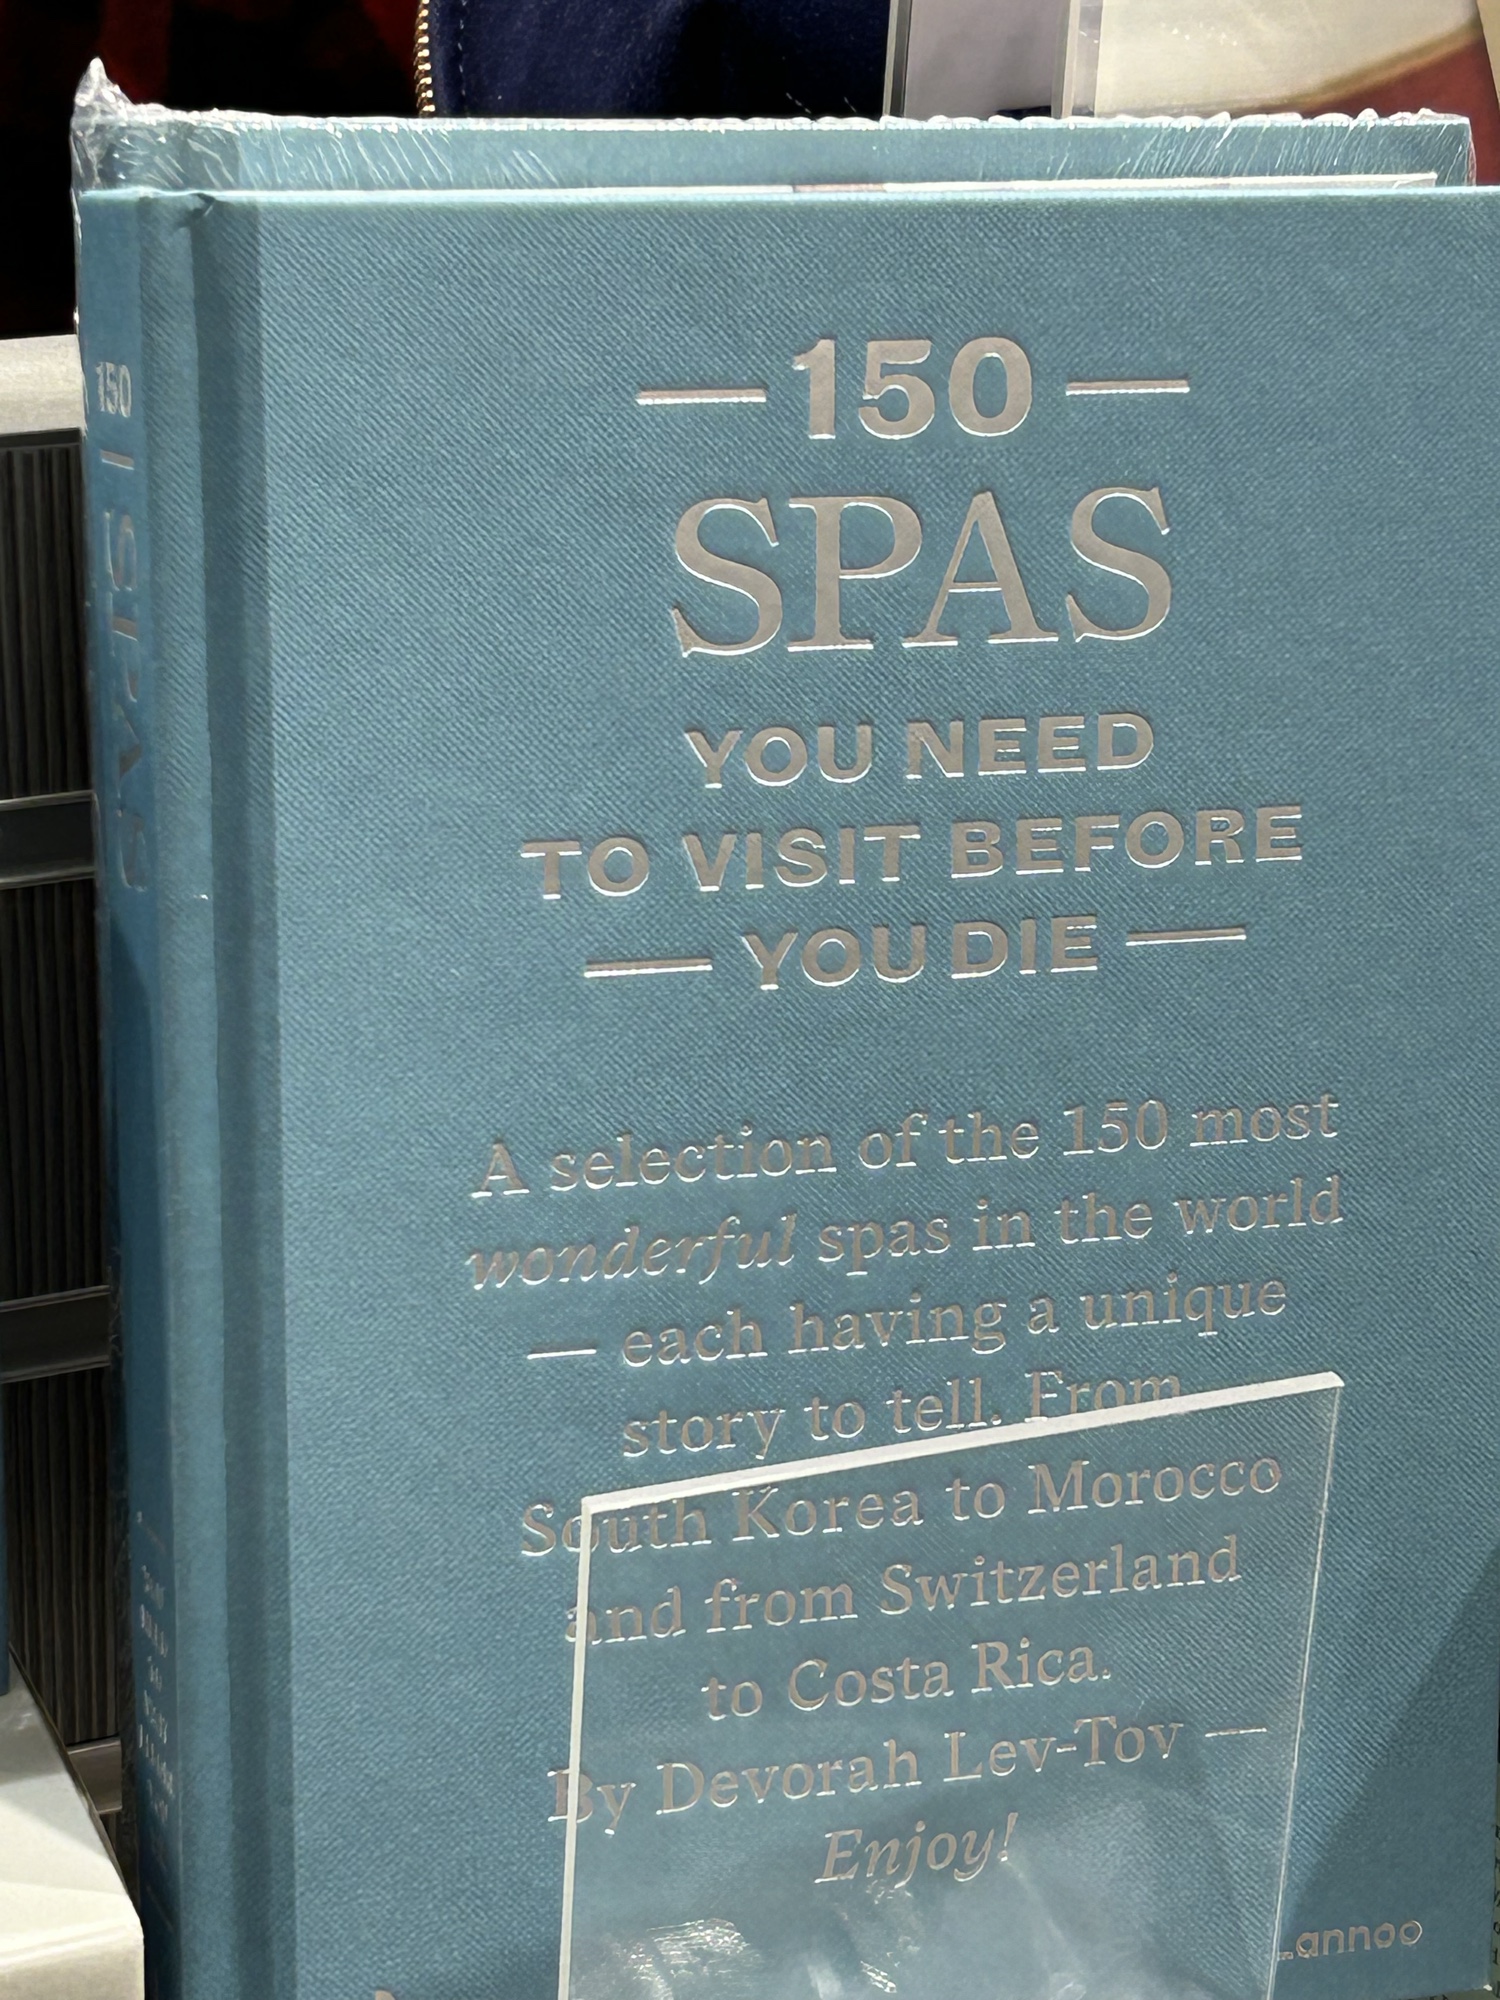 — 150 —
SPAS
YOU NEED
TO VISIT BEFORE
— YOU DIE —
A selection of the 150 most
wonderful spas in the world
— each having a unique
story to tell. From
South Korea to Morocco
and from Switzerland
to Costa Rica.
By Devorah Lev-Tov —
Enjoy!
Lannoo
150 | SPAS